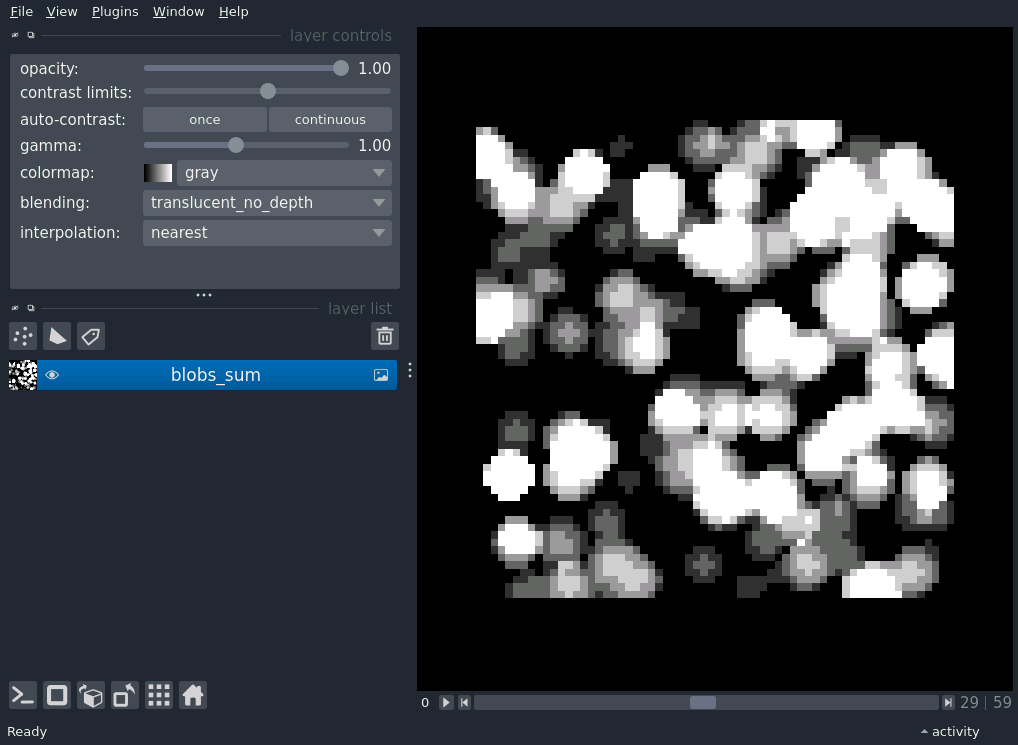 File View Plugins Window Help
layer controls
opacity: 1.00
contrast limits:
auto-contrast: once continuous
gamma: 1.00
colormap: gray
blending: translucent_no_depth
interpolation: nearest
layer list
blobs_sum
0 29 | 59
Ready activity